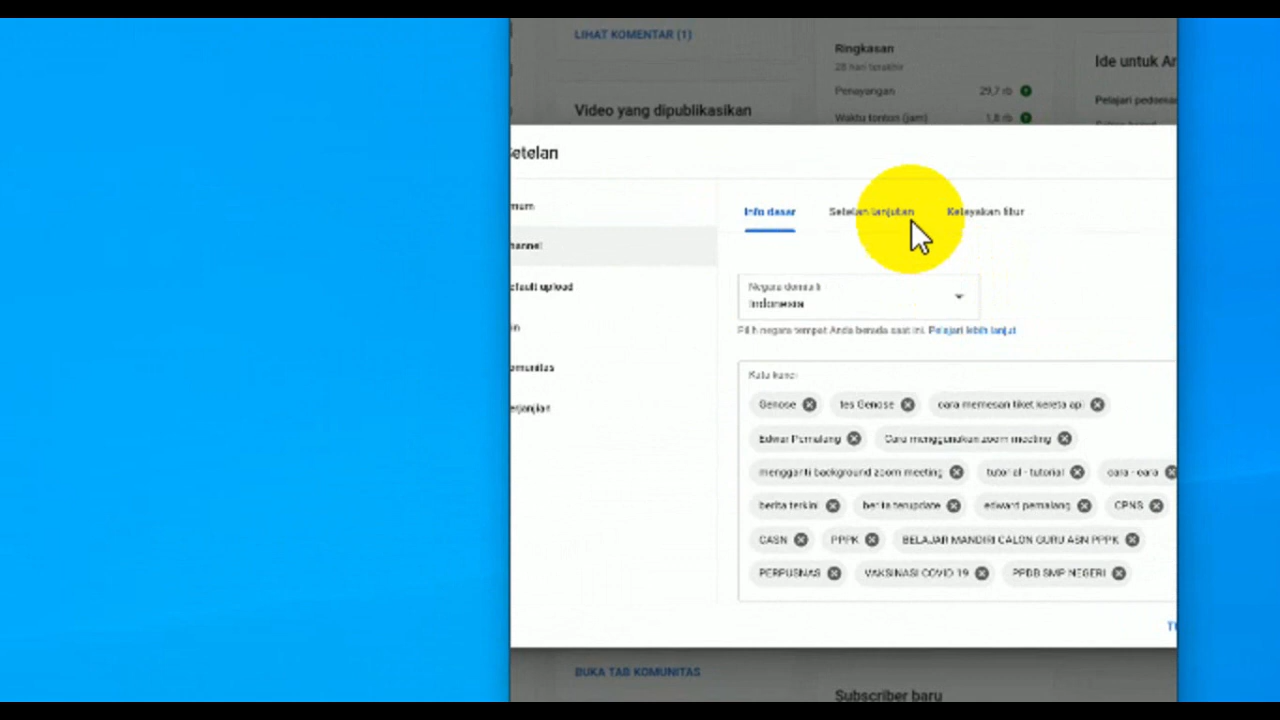 LIHAT KOMENTAR (1)
Ringkasan
28 hari terakhir
Ide untuk Ar
Penayangan 29,7 rb
Pelajari pedoman
Video yang dipublikasikan
Waktu tonton (jam) 1,8 rb
Setelan
mum
Info dasar Setelan lanjutan Kelayakan fitur
hannel
efault upload
Negara domisili
Indonesia
n
Pilih negara tempat Anda berada saat ini. Pelajari lebih lanjut
omunitas
Kata kunci
erjanjian
Genose tes Genose cara memesan tiket kereta api
Edwar Pemalang Cara menggunakan zoom meeting
mengganti background zoom meeting tutorial - tutorial cara - cara
berita terkini berita terupdate edward pemalang CPNS
CASN PPPK BELAJAR MANDIRI CALON GURU ASN PPPK
PERPUSNAS VAKSINASI COVID 19 PPDB SMP NEGERI
BUKA TAB KOMUNITAS
Subscriber baru